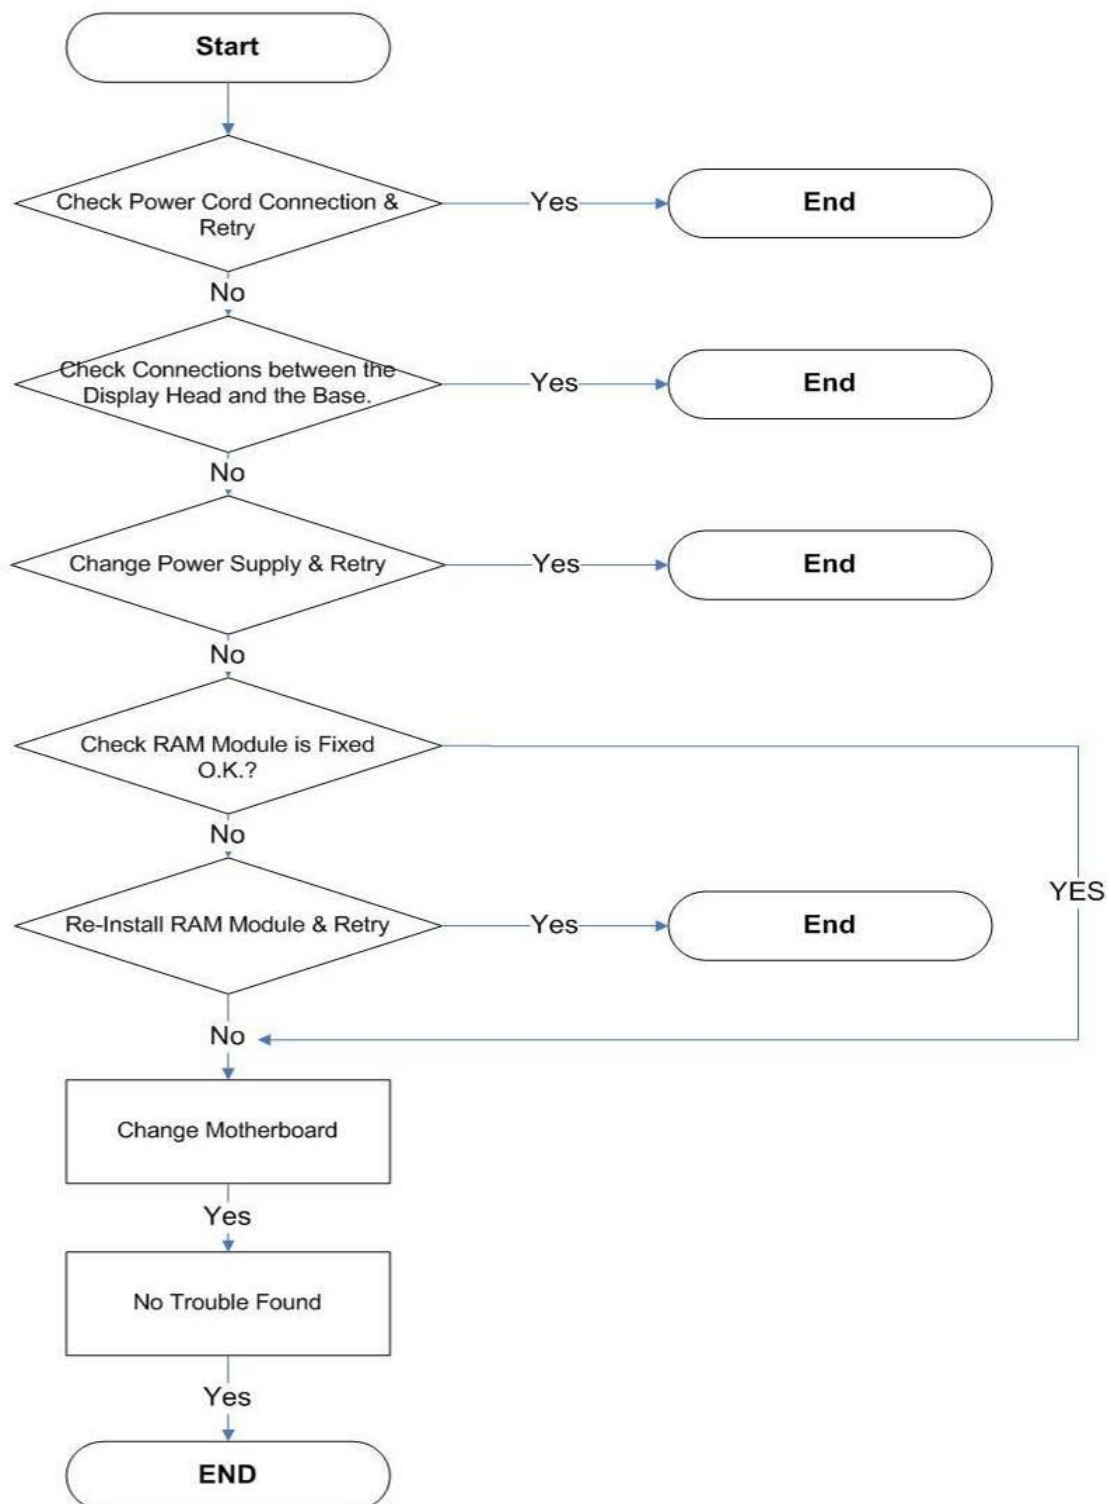 Start
Check Power Cord Connection &
Retry
Yes
End
No
Check Connections between the
Display Head and the Base.
Yes
End
No
Change Power Supply & Retry
Yes
End
No
Check RAM Module is Fixed
O.K.?
YES
No
Re-Install RAM Module & Retry
Yes
End
No
Change Motherboard
Yes
No Trouble Found
Yes
END